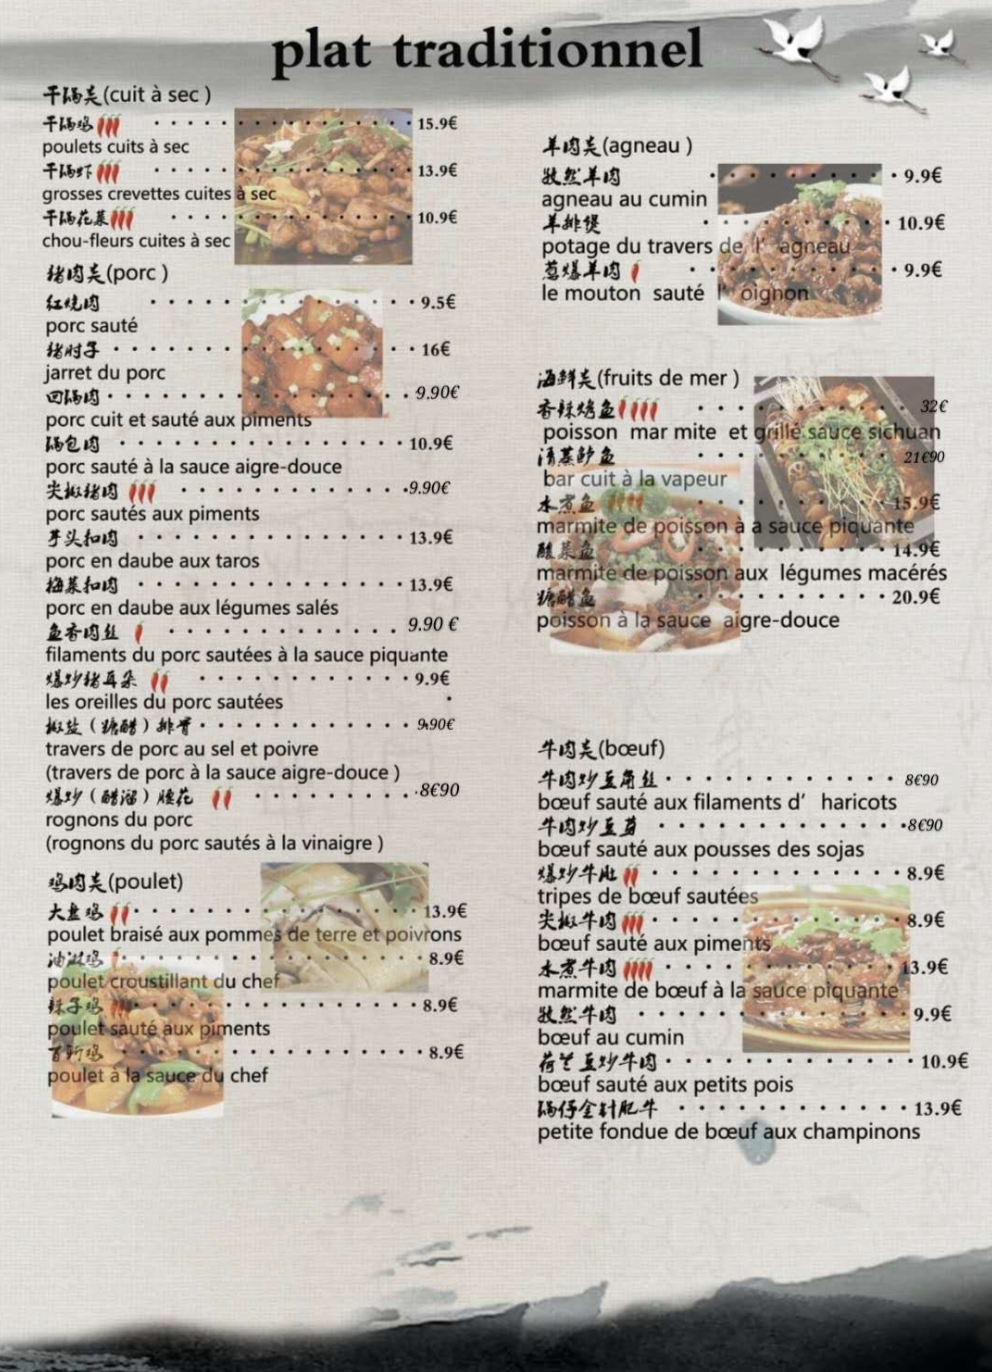 plat traditionnel
干锅类(cuit à sec )
干锅鸡 · · · · · · · · · · · · 15.9€
poulets cuits à sec
干锅虾 · · · · · · · · · · · · 13.9€
grosses crevettes cuites à sec
干锅花菜 · · · · · · · · · · · · 10.9€
chou-fleurs cuites à sec
猪肉类(porc )
红烧肉 · · · · · · · · · · · · 9.5€
porc sauté
猪肘子 · · · · · · · · · · · · 16€
jarret du porc
回锅肉 · · · · · · · · · · · · 9.90€
porc cuit et sauté aux piments
锅包肉 · · · · · · · · · · · · 10.9€
porc sauté à la sauce aigre-douce
尖椒猪肉 · · · · · · · · · · · · 9.90€
porc sautés aux piments
芋头扣肉 · · · · · · · · · · · · 13.9€
porc en daube aux taros
梅菜扣肉 · · · · · · · · · · · · 13.9€
porc en daube aux légumes salés
鱼香肉丝 · · · · · · · · · · · · 9.90 €
filaments du porc sautées à la sauce piquante
爆炒猪耳朵 · · · · · · · · · · · · 9.9€
les oreilles du porc sautées
椒盐（糖醋）排骨 · · · · · · · · · · · · 9.90€
travers de porc au sel et poivre
(travers de porc à la sauce aigre-douce )
爆炒（醋溜）腰花 · · · · · · · · · · 8€90
rognons du porc
(rognons du porc sautés à la vinaigre )
鸡肉类(poulet)
大盘鸡 · · · · · · · · · · · · 13.9€
poulet braisé aux pommes de terre et poivrons
油淋鸡 · · · · · · · · · · · · 8.9€
poulet croustillant du chef
辣子鸡 · · · · · · · · · · · · 8.9€
poulet sauté aux piments
· · · · · · · · · · · · 8.9€
poulet à la sauce du chef
羊肉类(agneau )
孜然羊肉 · · · · · · · · · 9.9€
agneau au cumin
羊排煲 · · · · · · · · · 10.9€
potage du travers de l' agneau
葱爆羊肉 · · · · · · · · · 9.9€
le mouton sauté l' oignon
海鲜类(fruits de mer )
香辣烤鱼 · · · · · · · · · 32€
poisson mar mite et grillé sauce sichuan
清蒸鲈鱼 · · · · · · · · · 21€90
bar cuit à la vapeur
水煮鱼 · · · · · · · · · 15.9€
marmite de poisson à a sauce piquante
酸菜鱼 · · · · · · · · · 14.9€
marmite de poisson aux légumes macérés
糖醋鱼 · · · · · · · · · 20.9€
poisson à la sauce aigre-douce
牛肉类(bœuf)
牛肉炒豆角丝 · · · · · · · · · · · · 8€90
bœuf sauté aux filaments d' haricots
牛肉炒豆芽 · · · · · · · · · · · · 8€90
bœuf sauté aux pousses des sojas
爆炒牛肚 · · · · · · · · · · · · 8.9€
tripes de bœuf sautées
尖椒牛肉 · · · · · · · · · · · · 8.9€
bœuf sauté aux piments
水煮牛肉 · · · · · · · · · · · · 13.9€
marmite de bœuf à la sauce piquante
孜然牛肉 · · · · · · · · · · · · 9.9€
bœuf au cumin
荷兰豆炒牛肉 · · · · · · · · · · · · 10.9€
bœuf sauté aux petits pois
锅仔金针肥牛 · · · · · · · · · · · 13.9€
petite fondue de bœuf aux champinons